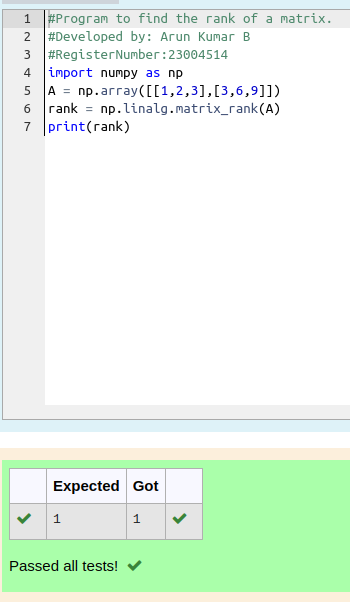 1 #Program to find the rank of a matrix.
2 #Developed by: Arun Kumar B
3 #RegisterNumber:23004514
4 import numpy as np
5 A = np.array([[1,2,3],[3,6,9]])
6 rank = np.linalg.matrix_rank(A)
7 print(rank)
Expected Got
1 1
Passed all tests!